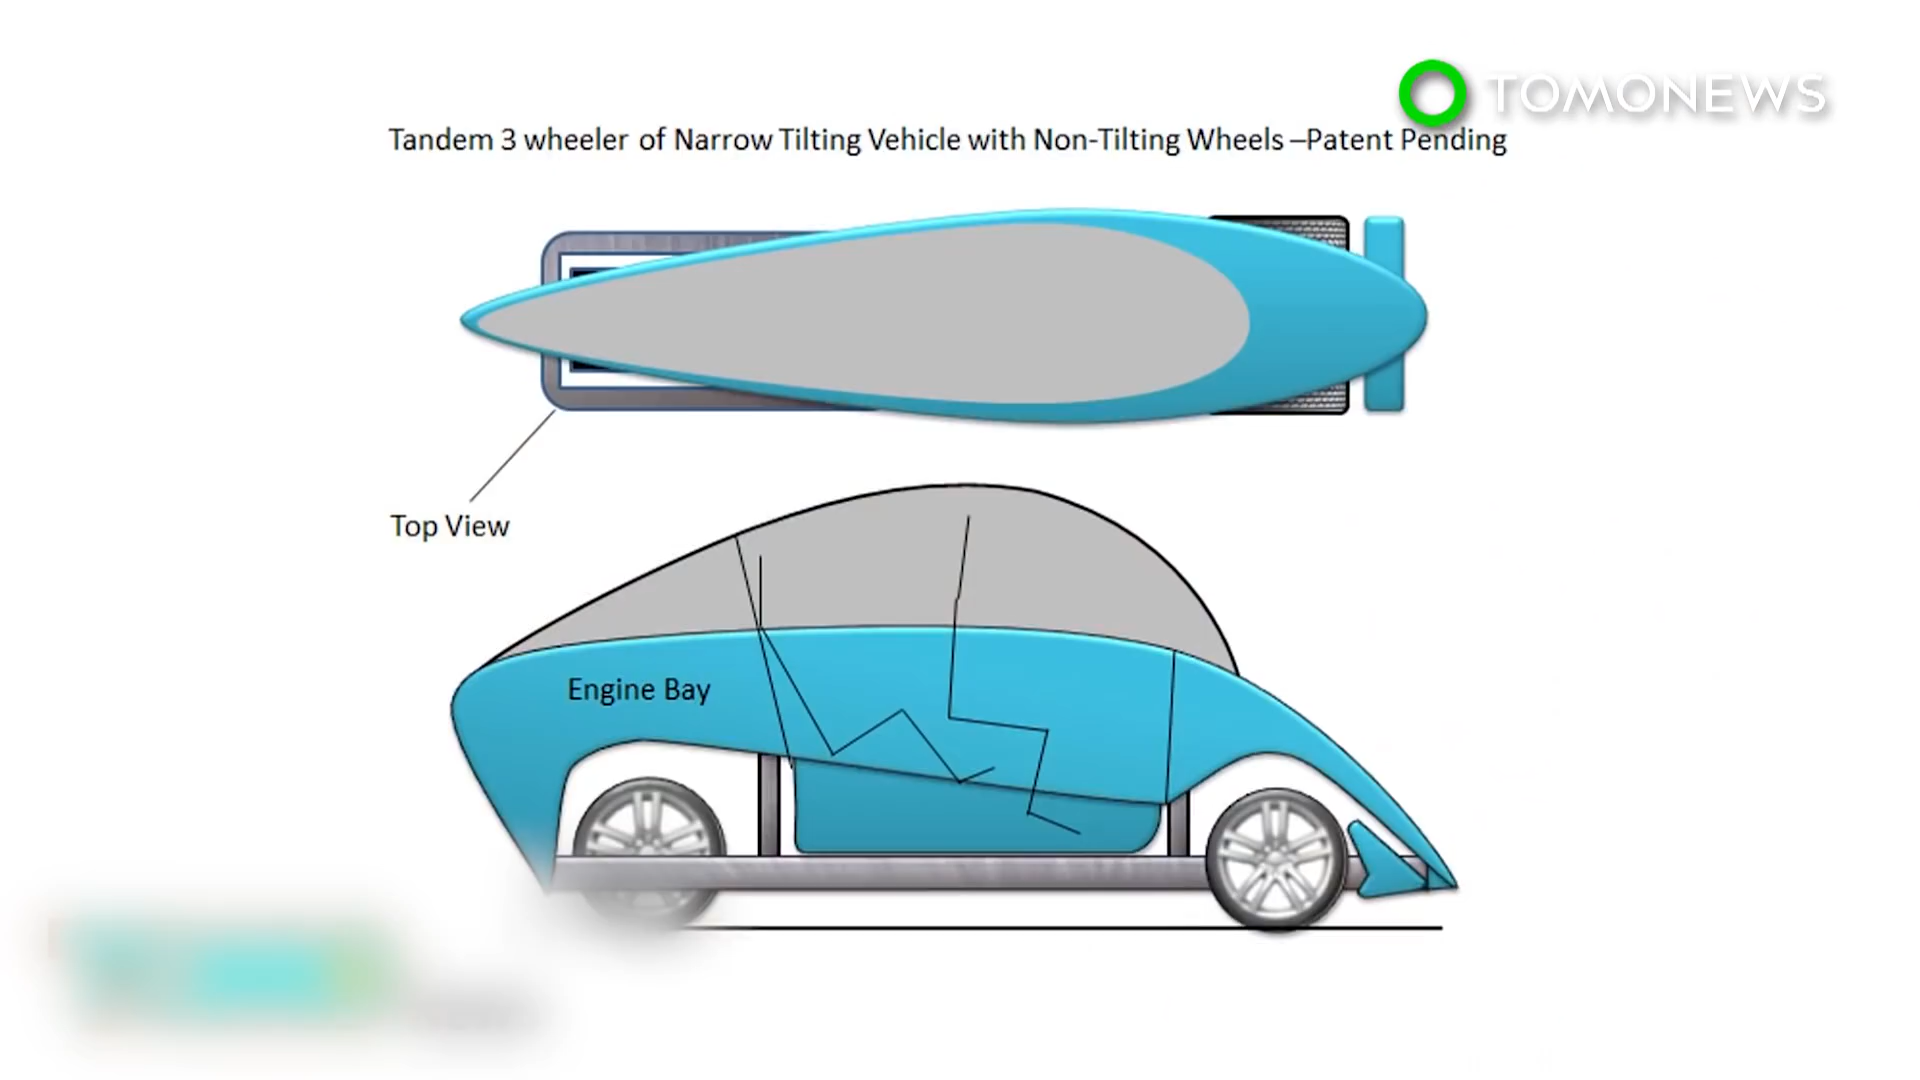 TOMONEWS
Tandem 3 wheeler of Narrow Tilting Vehicle with Non-Tilting Wheels –Patent Pending
Top View
Engine Bay